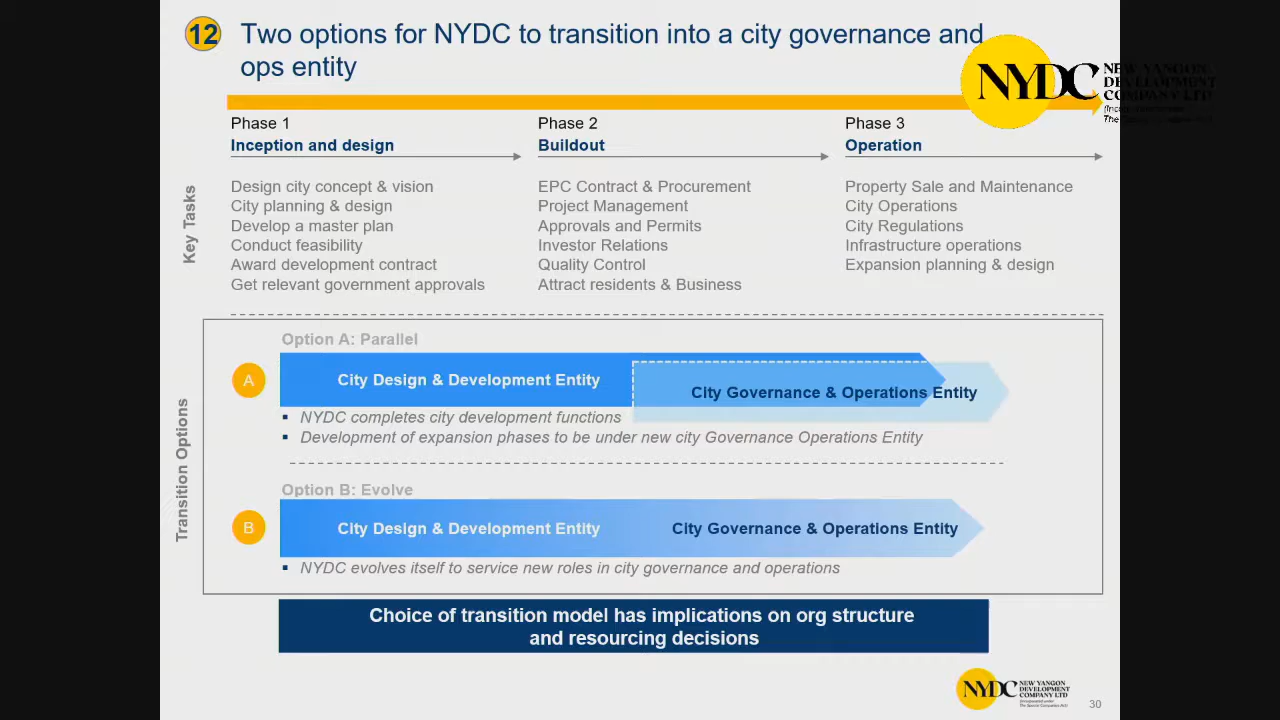 12
Two options for NYDC to transition into a city governance and
ops entity
NYDC
NEW YANGON
DEVELOPMENT
COMPANY LTD
Phase 1
Inception and design
Phase 2
Buildout
Phase 3
Operation
Key Tasks
Design city concept & vision
City planning & design
Develop a master plan
Conduct feasibility
Award development contract
Get relevant government approvals
EPC Contract & Procurement
Project Management
Approvals and Permits
Investor Relations
Quality Control
Attract residents & Business
Property Sale and Maintenance
City Operations
City Regulations
Infrastructure operations
Expansion planning & design
Transition Options
Option A: Parallel
A
City Design & Development Entity
City Governance & Operations Entity
▪ NYDC completes city development functions
▪ Development of expansion phases to be under new city Governance Operations Entity
Option B: Evolve
B
City Design & Development Entity
City Governance & Operations Entity
▪ NYDC evolves itself to service new roles in city governance and operations
Choice of transition model has implications on org structure
and resourcing decisions
NYDC
NEW YANGON
DEVELOPMENT
COMPANY LTD
30